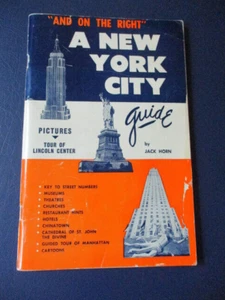 "AND ON THE RIGHT"
A NEW
YORK
CITY
guide
by
JACK HORN
PICTURES
TOUR OF
LINCOLN CENTER
• KEY TO STREET NUMBERS
• MUSEUMS
• THEATRES
• CHURCHES
• RESTAURANT HINTS
• HOTELS
• CHINATOWN
• CATHEDRAL OF ST. JOHN
THE DIVINE
• GUIDED TOUR OF MANHATTAN
• CARTOONS